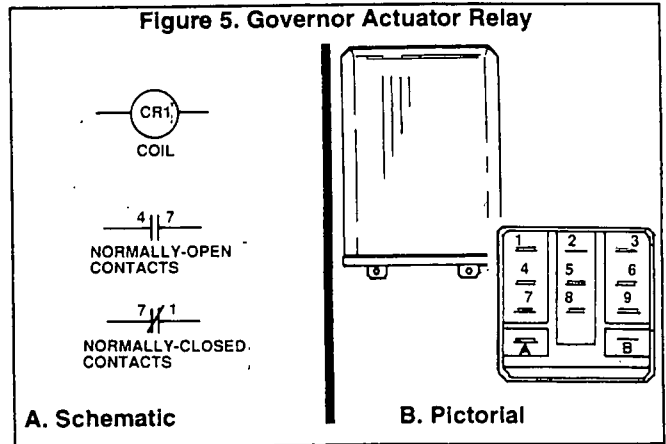 Figure 5. Governor Actuator Relay
CR1
COIL
4 7
NORMALLY-OPEN
CONTACTS
7 1
NORMALLY-CLOSED
CONTACTS
A. Schematic
1 2 3
4 5 6
7 8 9
A B
B. Pictorial